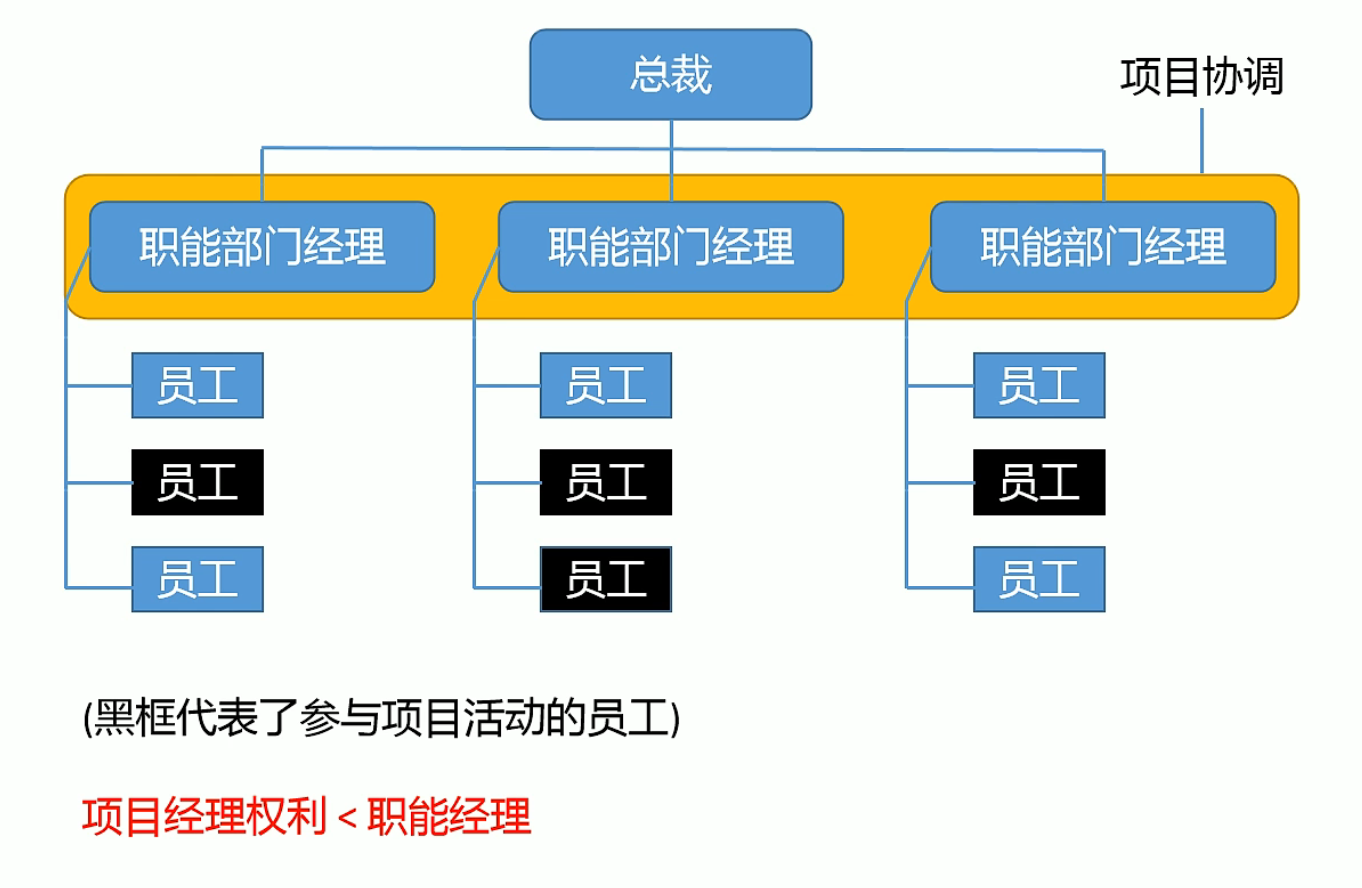 总裁
项目协调
职能部门经理 职能部门经理 职能部门经理
员工 员工 员工
员工 员工 员工
员工 员工 员工
(黑框代表了参与项目活动的员工)
项目经理权利 < 职能经理